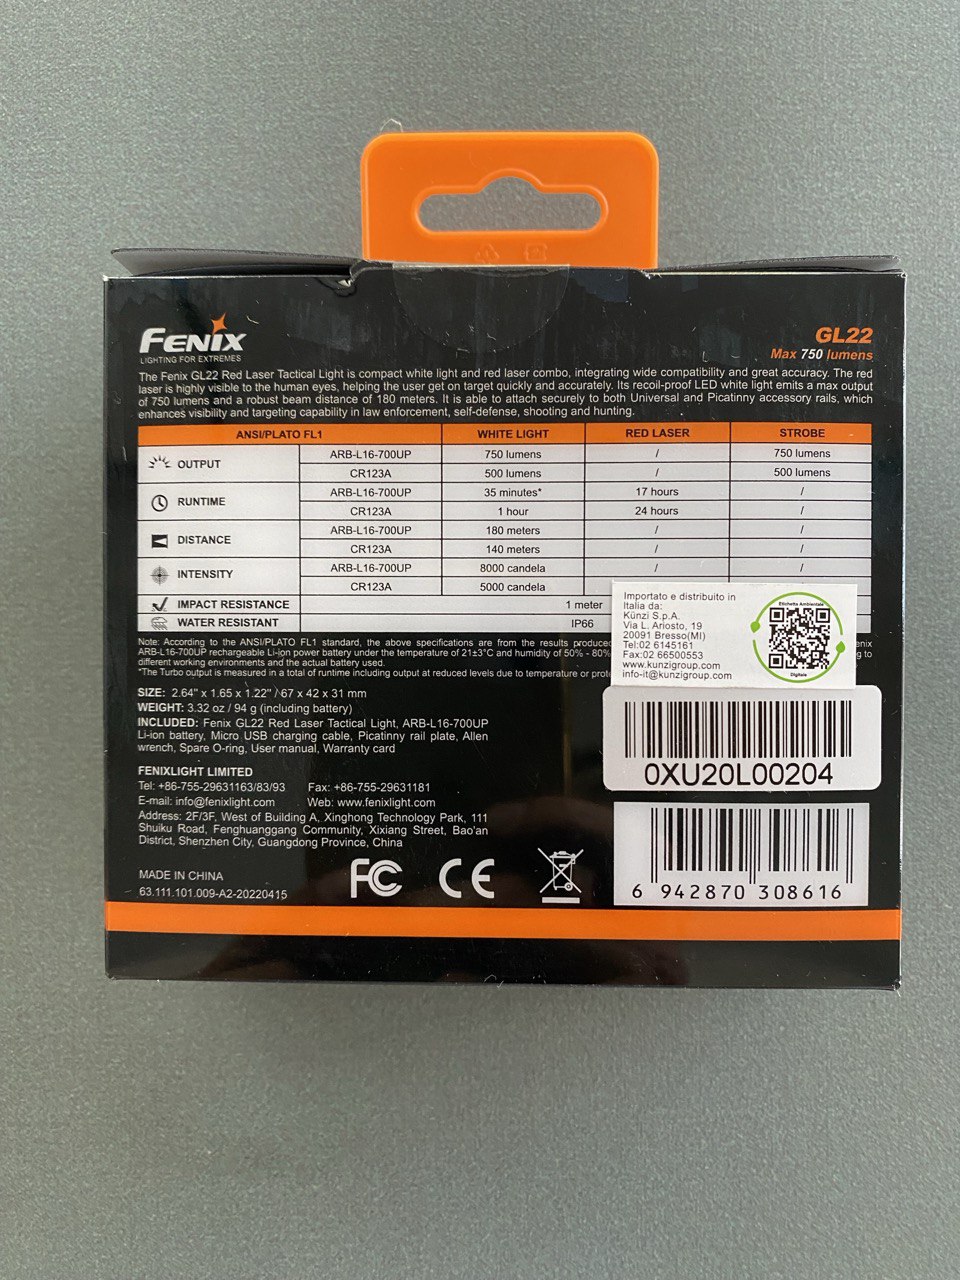 FENIX
LIGHTING FOR EXTREMES
GL22
Max 750 lumens
The Fenix GL22 Red Laser Tactical Light is compact white light and red laser combo, integrating wide compatibility and great accuracy. The red
laser is highly visible to the human eyes, helping the user get on target quickly and accurately. Its recoil-proof LED white light emits a max output
of 750 lumens and a robust beam distance of 180 meters. It is able to attach securely to both Universal and Picatinny accessory rails, which
enhances visibility and targeting capability in law enforcement, self-defense, shooting and hunting.
ANSI/PLATO FL1 WHITE LIGHT RED LASER STROBE
OUTPUT ARB-L16-700UP 750 lumens / 750 lumens
CR123A 500 lumens / 500 lumens
RUNTIME ARB-L16-700UP 35 minutes* 17 hours /
CR123A 1 hour 24 hours /
DISTANCE ARB-L16-700UP 180 meters / /
CR123A 140 meters / /
INTENSITY ARB-L16-700UP 8000 candela / /
CR123A 5000 candela
IMPACT RESISTANCE 1 meter
WATER RESISTANT IP66
Note: According to the ANSI/PLATO FL1 standard, the above specifications are from the results produced
ARB-L16-700UP rechargeable Li-ion power battery under the temperature of 21±3°C and humidity of 50% - 80%
different working environments and the actual battery used.
*The Turbo output is measured in a total of runtime including output at reduced levels due to temperature or
Importato e distribuito in
Italia da:
Künzi S.p.A.
Via L. Ariosto, 19
20091 Bresso(MI)
Tel:02 6145161
Fax:02 66500553
www.kunzigroup.com
info-it@kunzigroup.com
Etichetta Ambientale
Digitale
SIZE: 2.64" x 1.65 x 1.22" / 67 x 42 x 31 mm
WEIGHT: 3.32 oz / 94 g (including battery)
INCLUDED: Fenix GL22 Red Laser Tactical Light, ARB-L16-700UP
Li-ion battery, Micro USB charging cable, Picatinny rail plate, Allen
wrench, Spare O-ring, User manual, Warranty card
0XU20L00204
FENIXLIGHT LIMITED
Tel: +86-755-29631163/83/93 Fax: +86-755-29631181
E-mail: info@fenixlight.com Web: www.fenixlight.com
Address: 2F/3F, West of Building A, Xinghong Technology Park, 111
Shuiku Road, Fenghuanggang Community, Xixiang Street, Bao'an
District, Shenzhen City, Guangdong Province, China
FC CE
MADE IN CHINA
63.111.101.009-A2-20220415
6 942870 308616